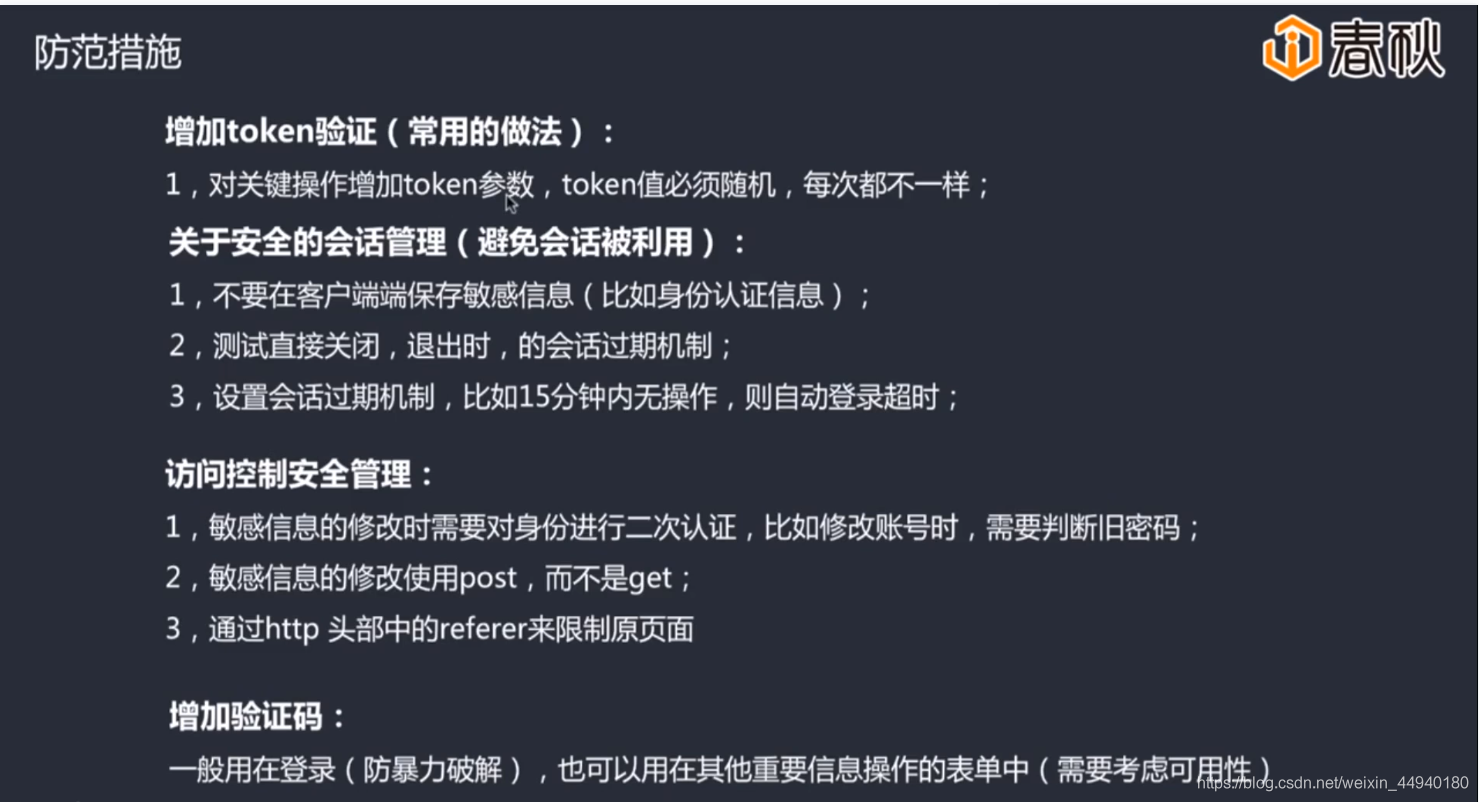 防范措施
春秋
增加token验证（常用的做法）：
1，对关键操作增加token参数，token值必须随机，每次都不一样；
关于安全的会话管理（避免会话被利用）：
1，不要在客户端端保存敏感信息（比如身份认证信息）；
2，测试直接关闭，退出时，的会话过期机制；
3，设置会话过期机制，比如15分钟内无操作，则自动登录超时；
访问控制安全管理：
1，敏感信息的修改时需要对身份进行二次认证，比如修改账号时，需要判断旧密码；
2，敏感信息的修改使用post，而不是get；
3，通过http 头部中的referer来限制原页面
增加验证码：
一般用在登录（防暴力破解），也可以用在其他重要信息操作的表单中（需要考虑可用性）
https://blog.csdn.net/weixin_44940180